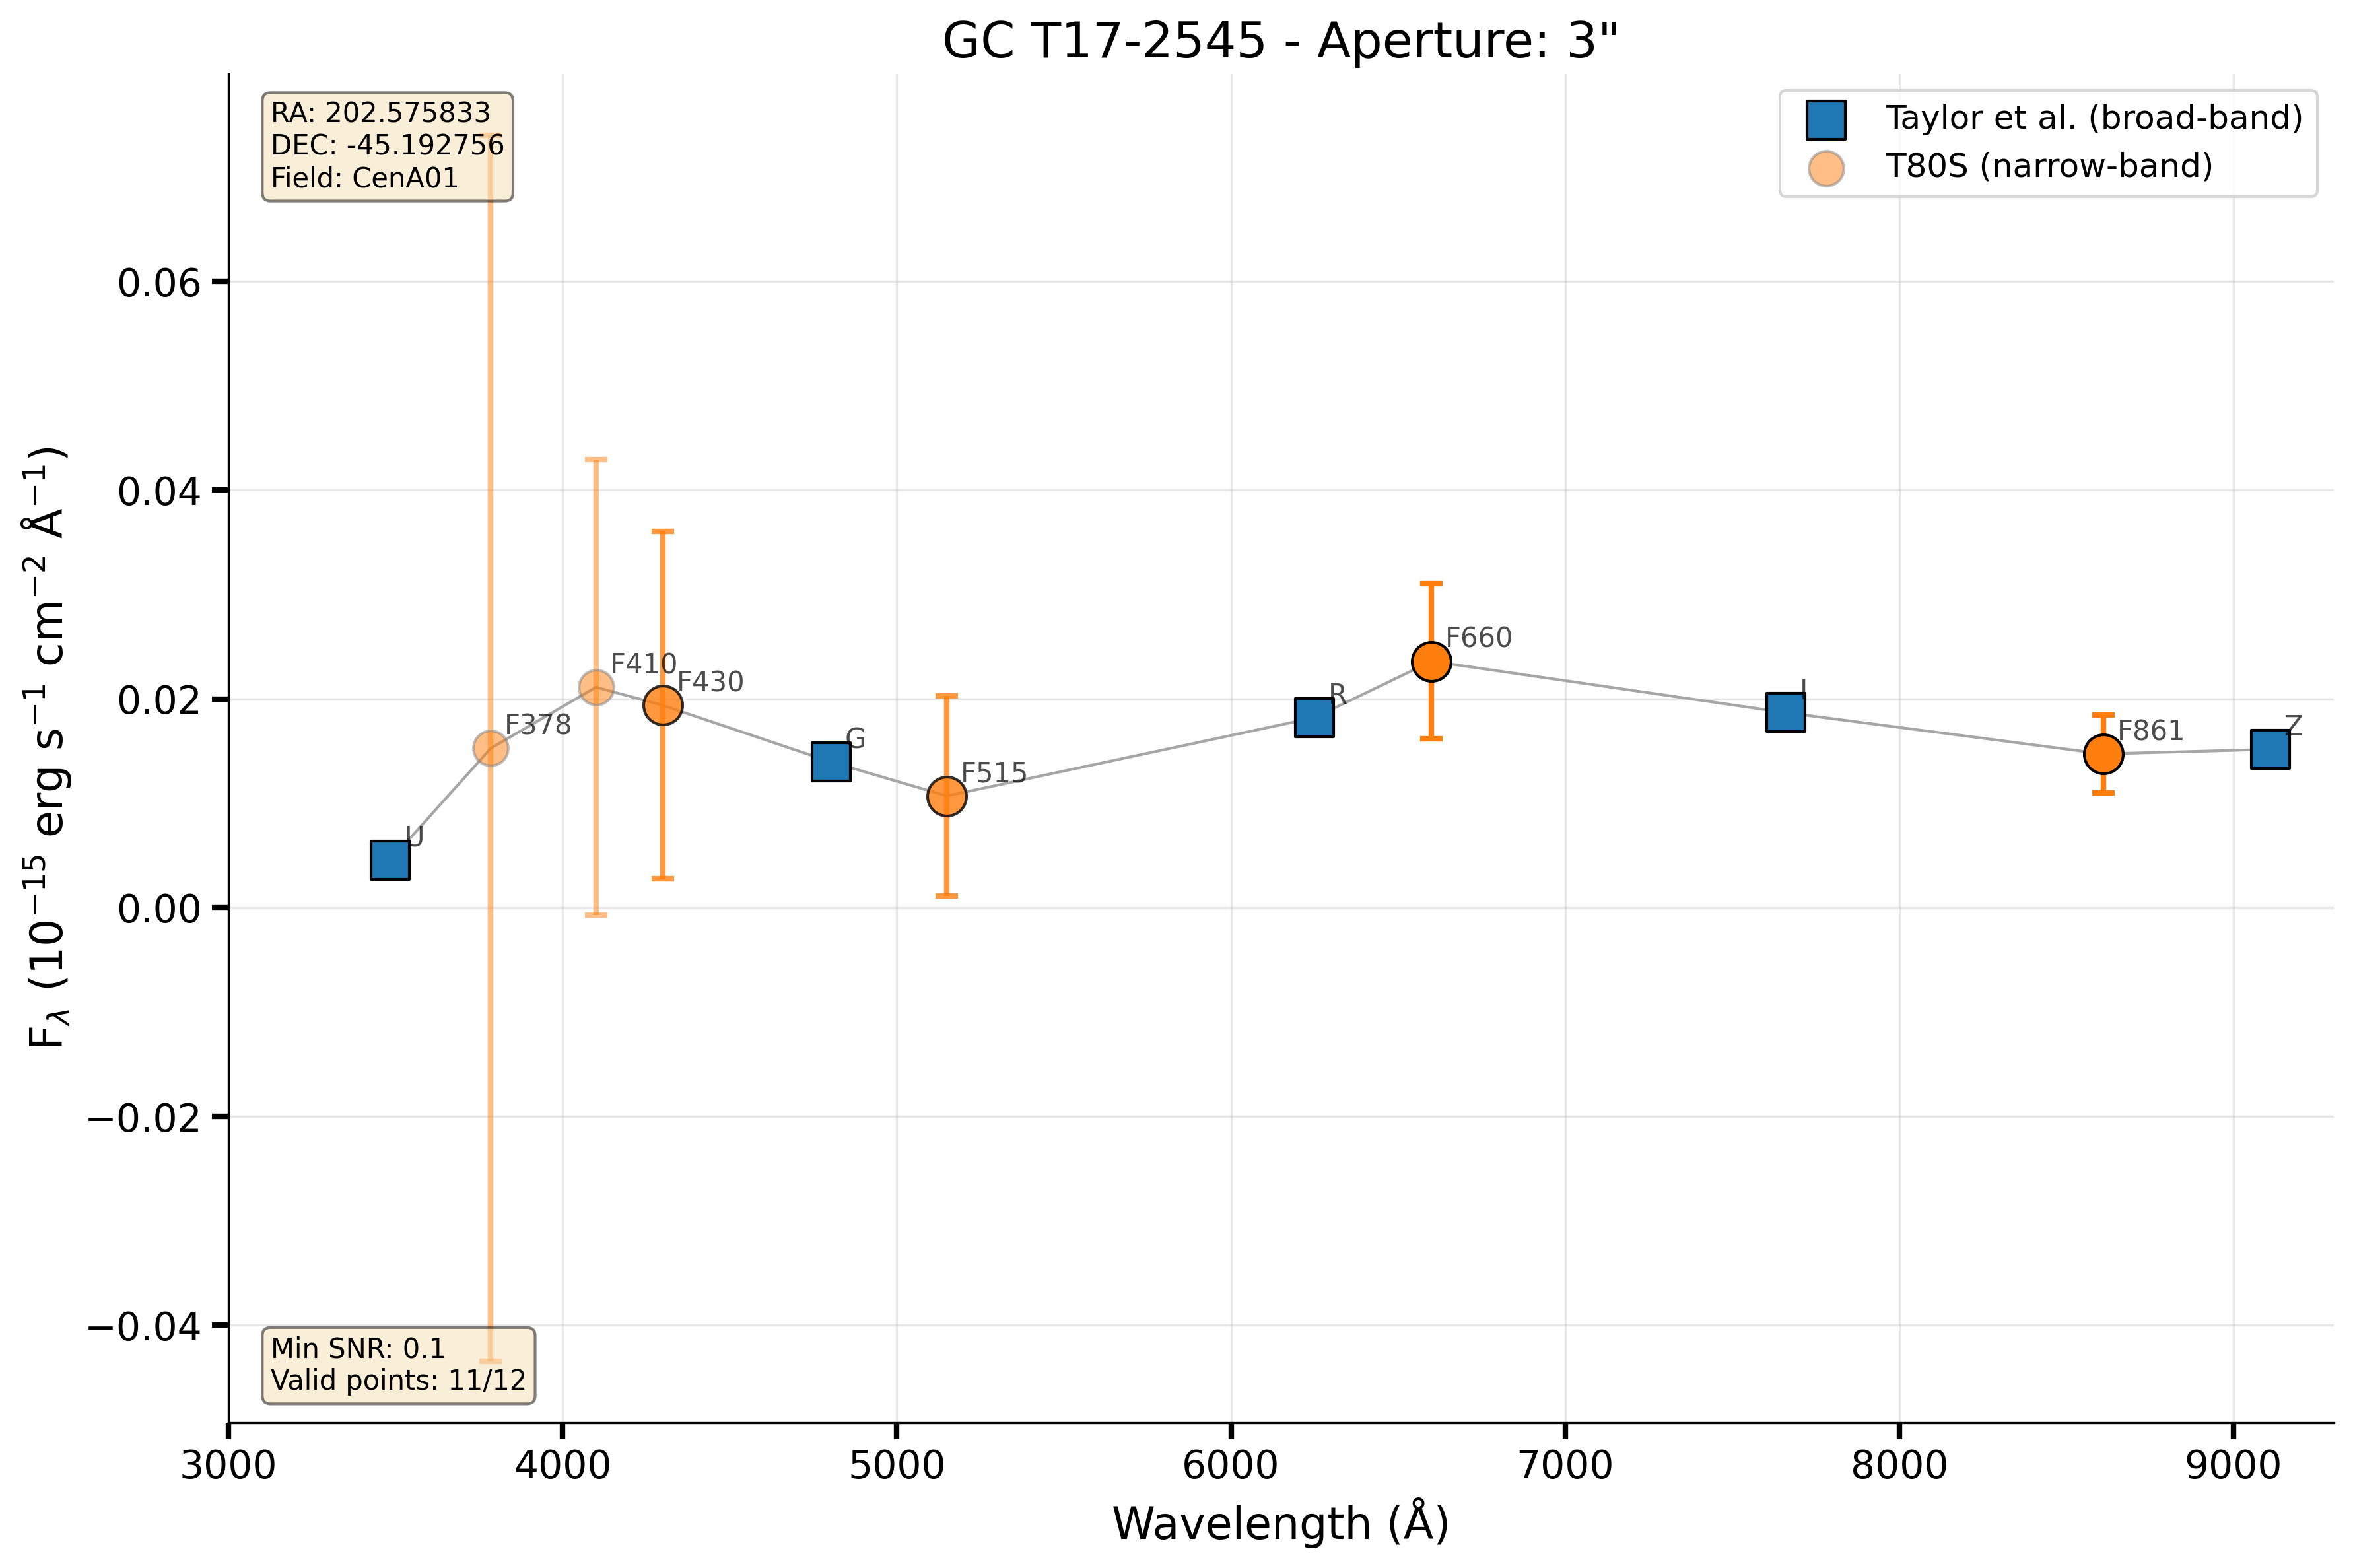 GC T17-2545 - Aperture: 3"
RA: 202.575833
DEC: -45.192756
Field: CenA01
Taylor et al. (broad-band)
T80S (narrow-band)
F$_{\lambda}$ (10$^{-15}$ erg s$^{-1}$ cm$^{-2}$ Å$^{-1}$)
0.06
0.04
0.02
0.00
−0.02
−0.04
U
F378
F410
F430
G
F515
R
F660
I
F861
Z
Min SNR: 0.1
Valid points: 11/12
3000 4000 5000 6000 7000 8000 9000
Wavelength (Å)